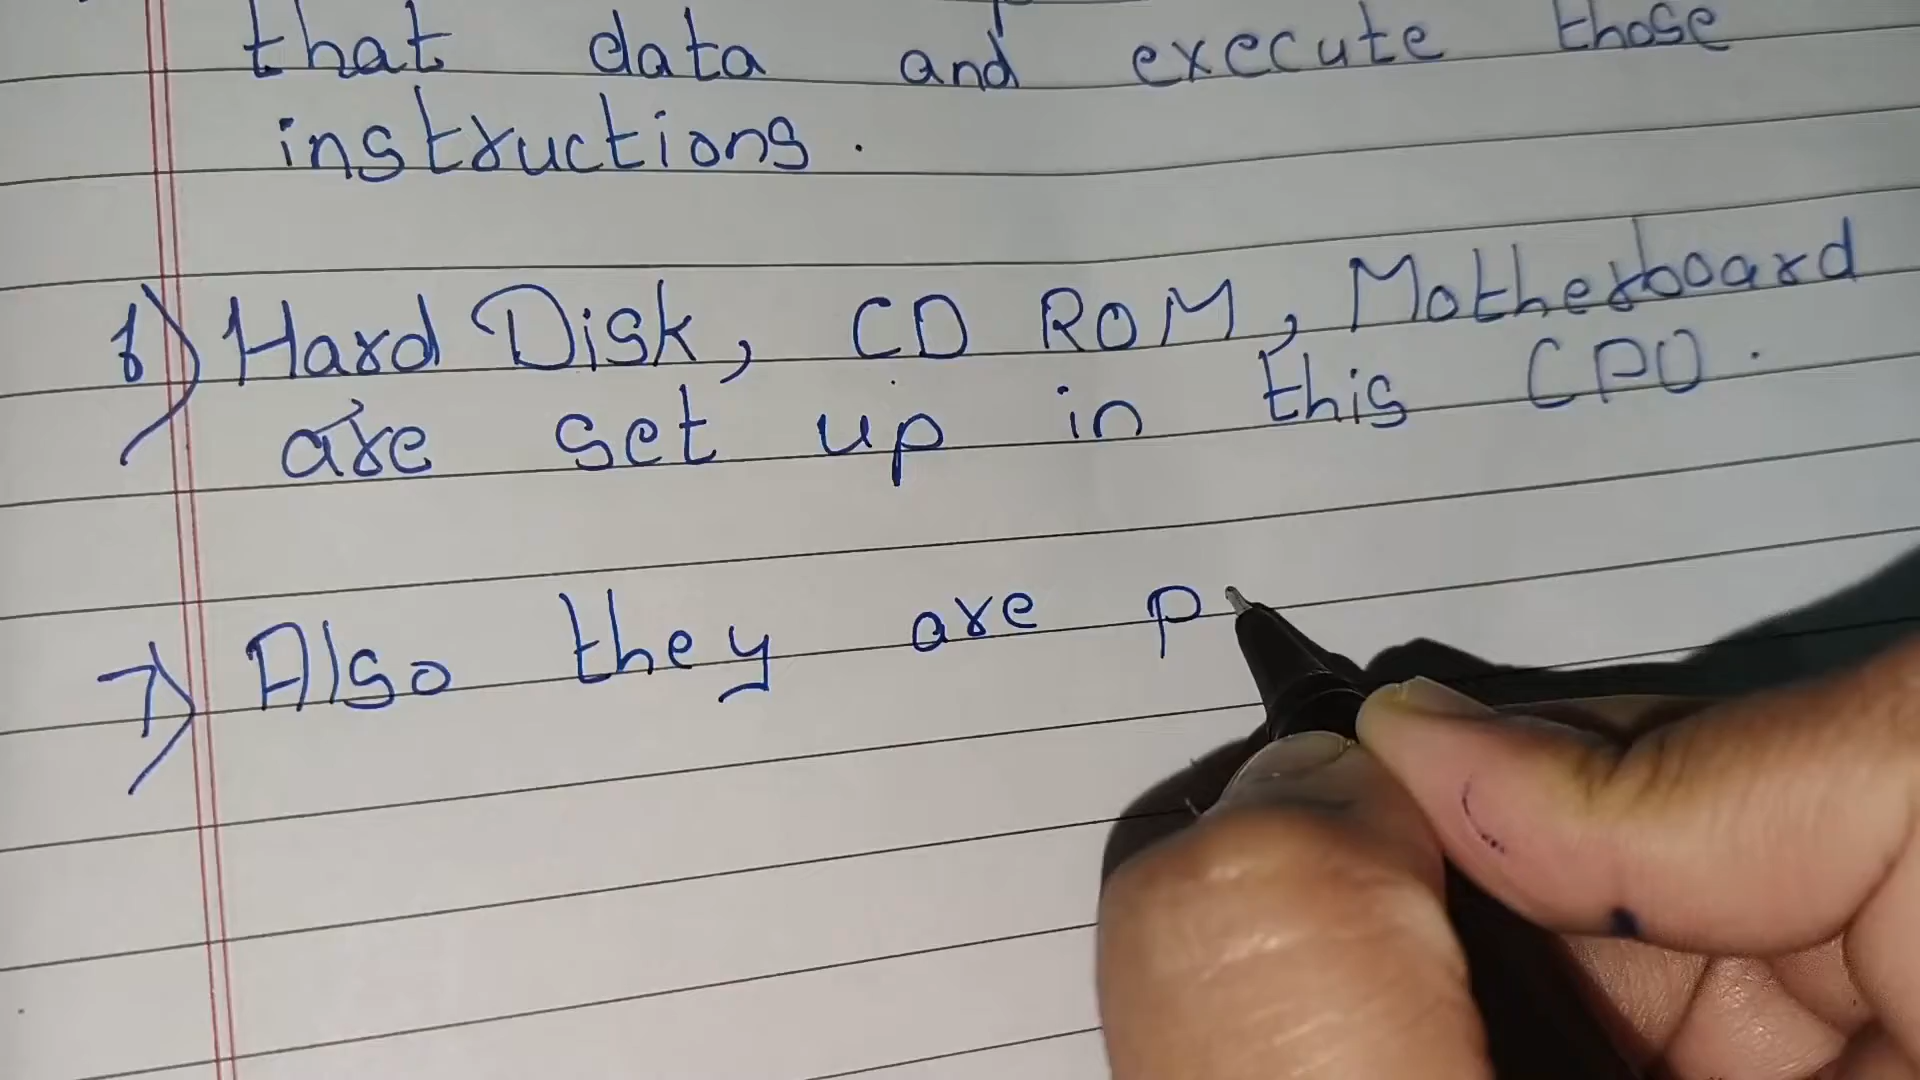 that data and execute those
instructions.
6) Hard Disk, CD ROM, Motherboard
are set up in this CPU.
7) Also they are p